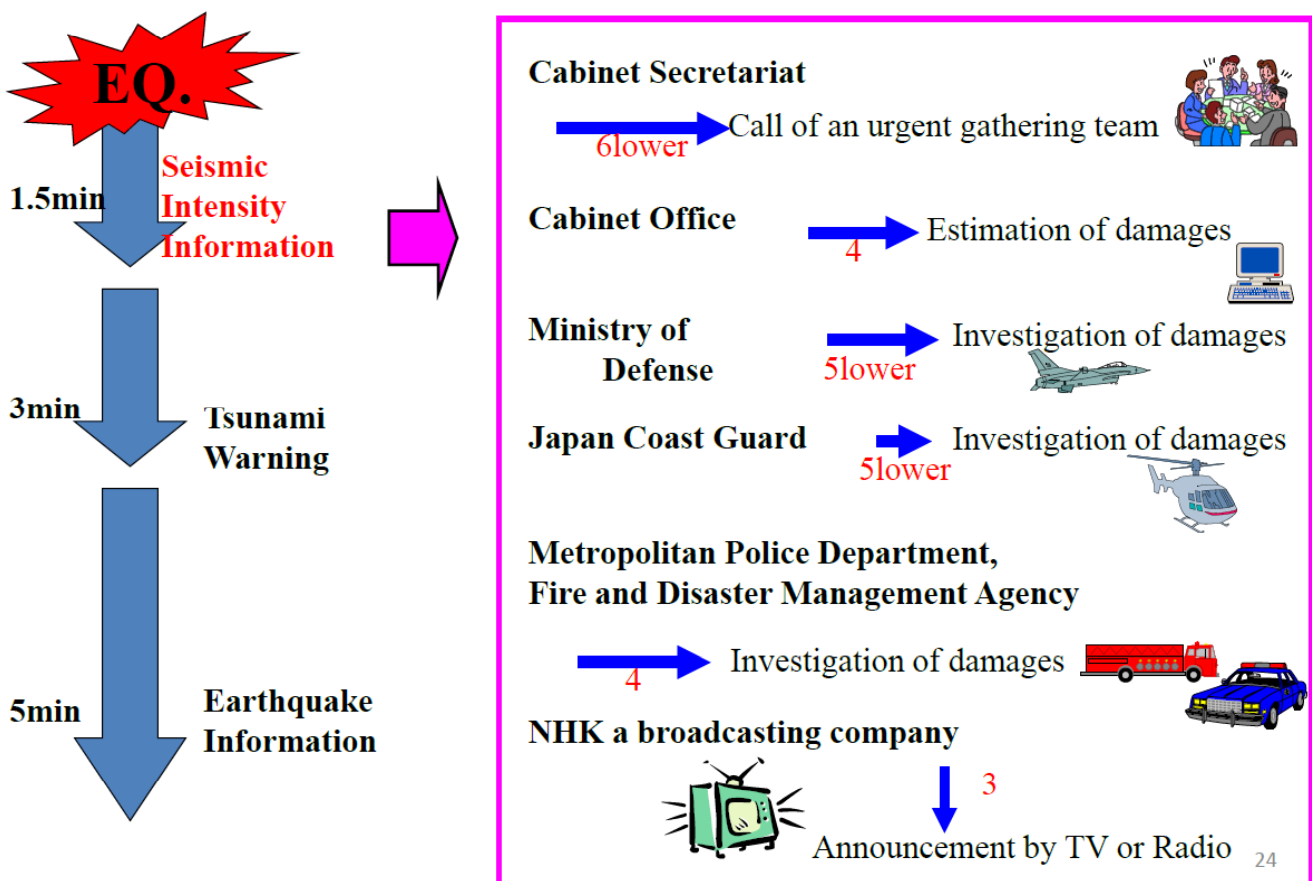 EQ.
1.5min
Seismic
Intensity
Information
3min
Tsunami
Warning
5min
Earthquake
Information
Cabinet Secretariat
6lower
Call of an urgent gathering team
Cabinet Office
4
Estimation of damages
Ministry of
Defense
5lower
Investigation of damages
Japan Coast Guard
5lower
Investigation of damages
Metropolitan Police Department,
Fire and Disaster Management Agency
4
Investigation of damages
NHK a broadcasting company
3
Announcement by TV or Radio
24